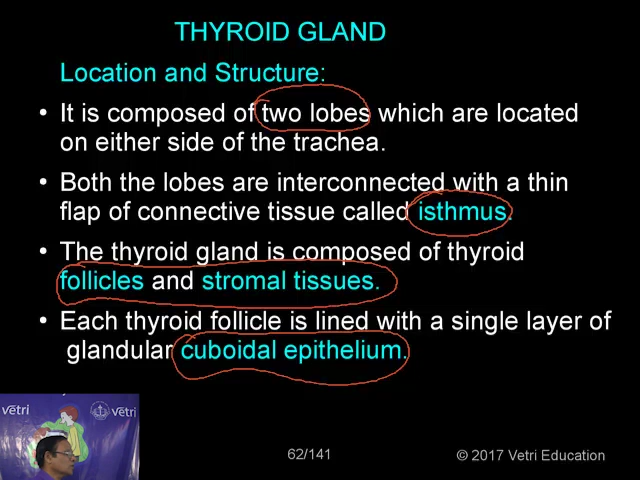 THYROID GLAND
Location and Structure:
• It is composed of two lobes which are located
on either side of the trachea.
• Both the lobes are interconnected with a thin
flap of connective tissue called isthmus.
• The thyroid gland is composed of thyroid
follicles and stromal tissues.
• Each thyroid follicle is lined with a single layer of
glandular cuboidal epithelium.
vetri
vetri
62/141
© 2017 Vetri Education